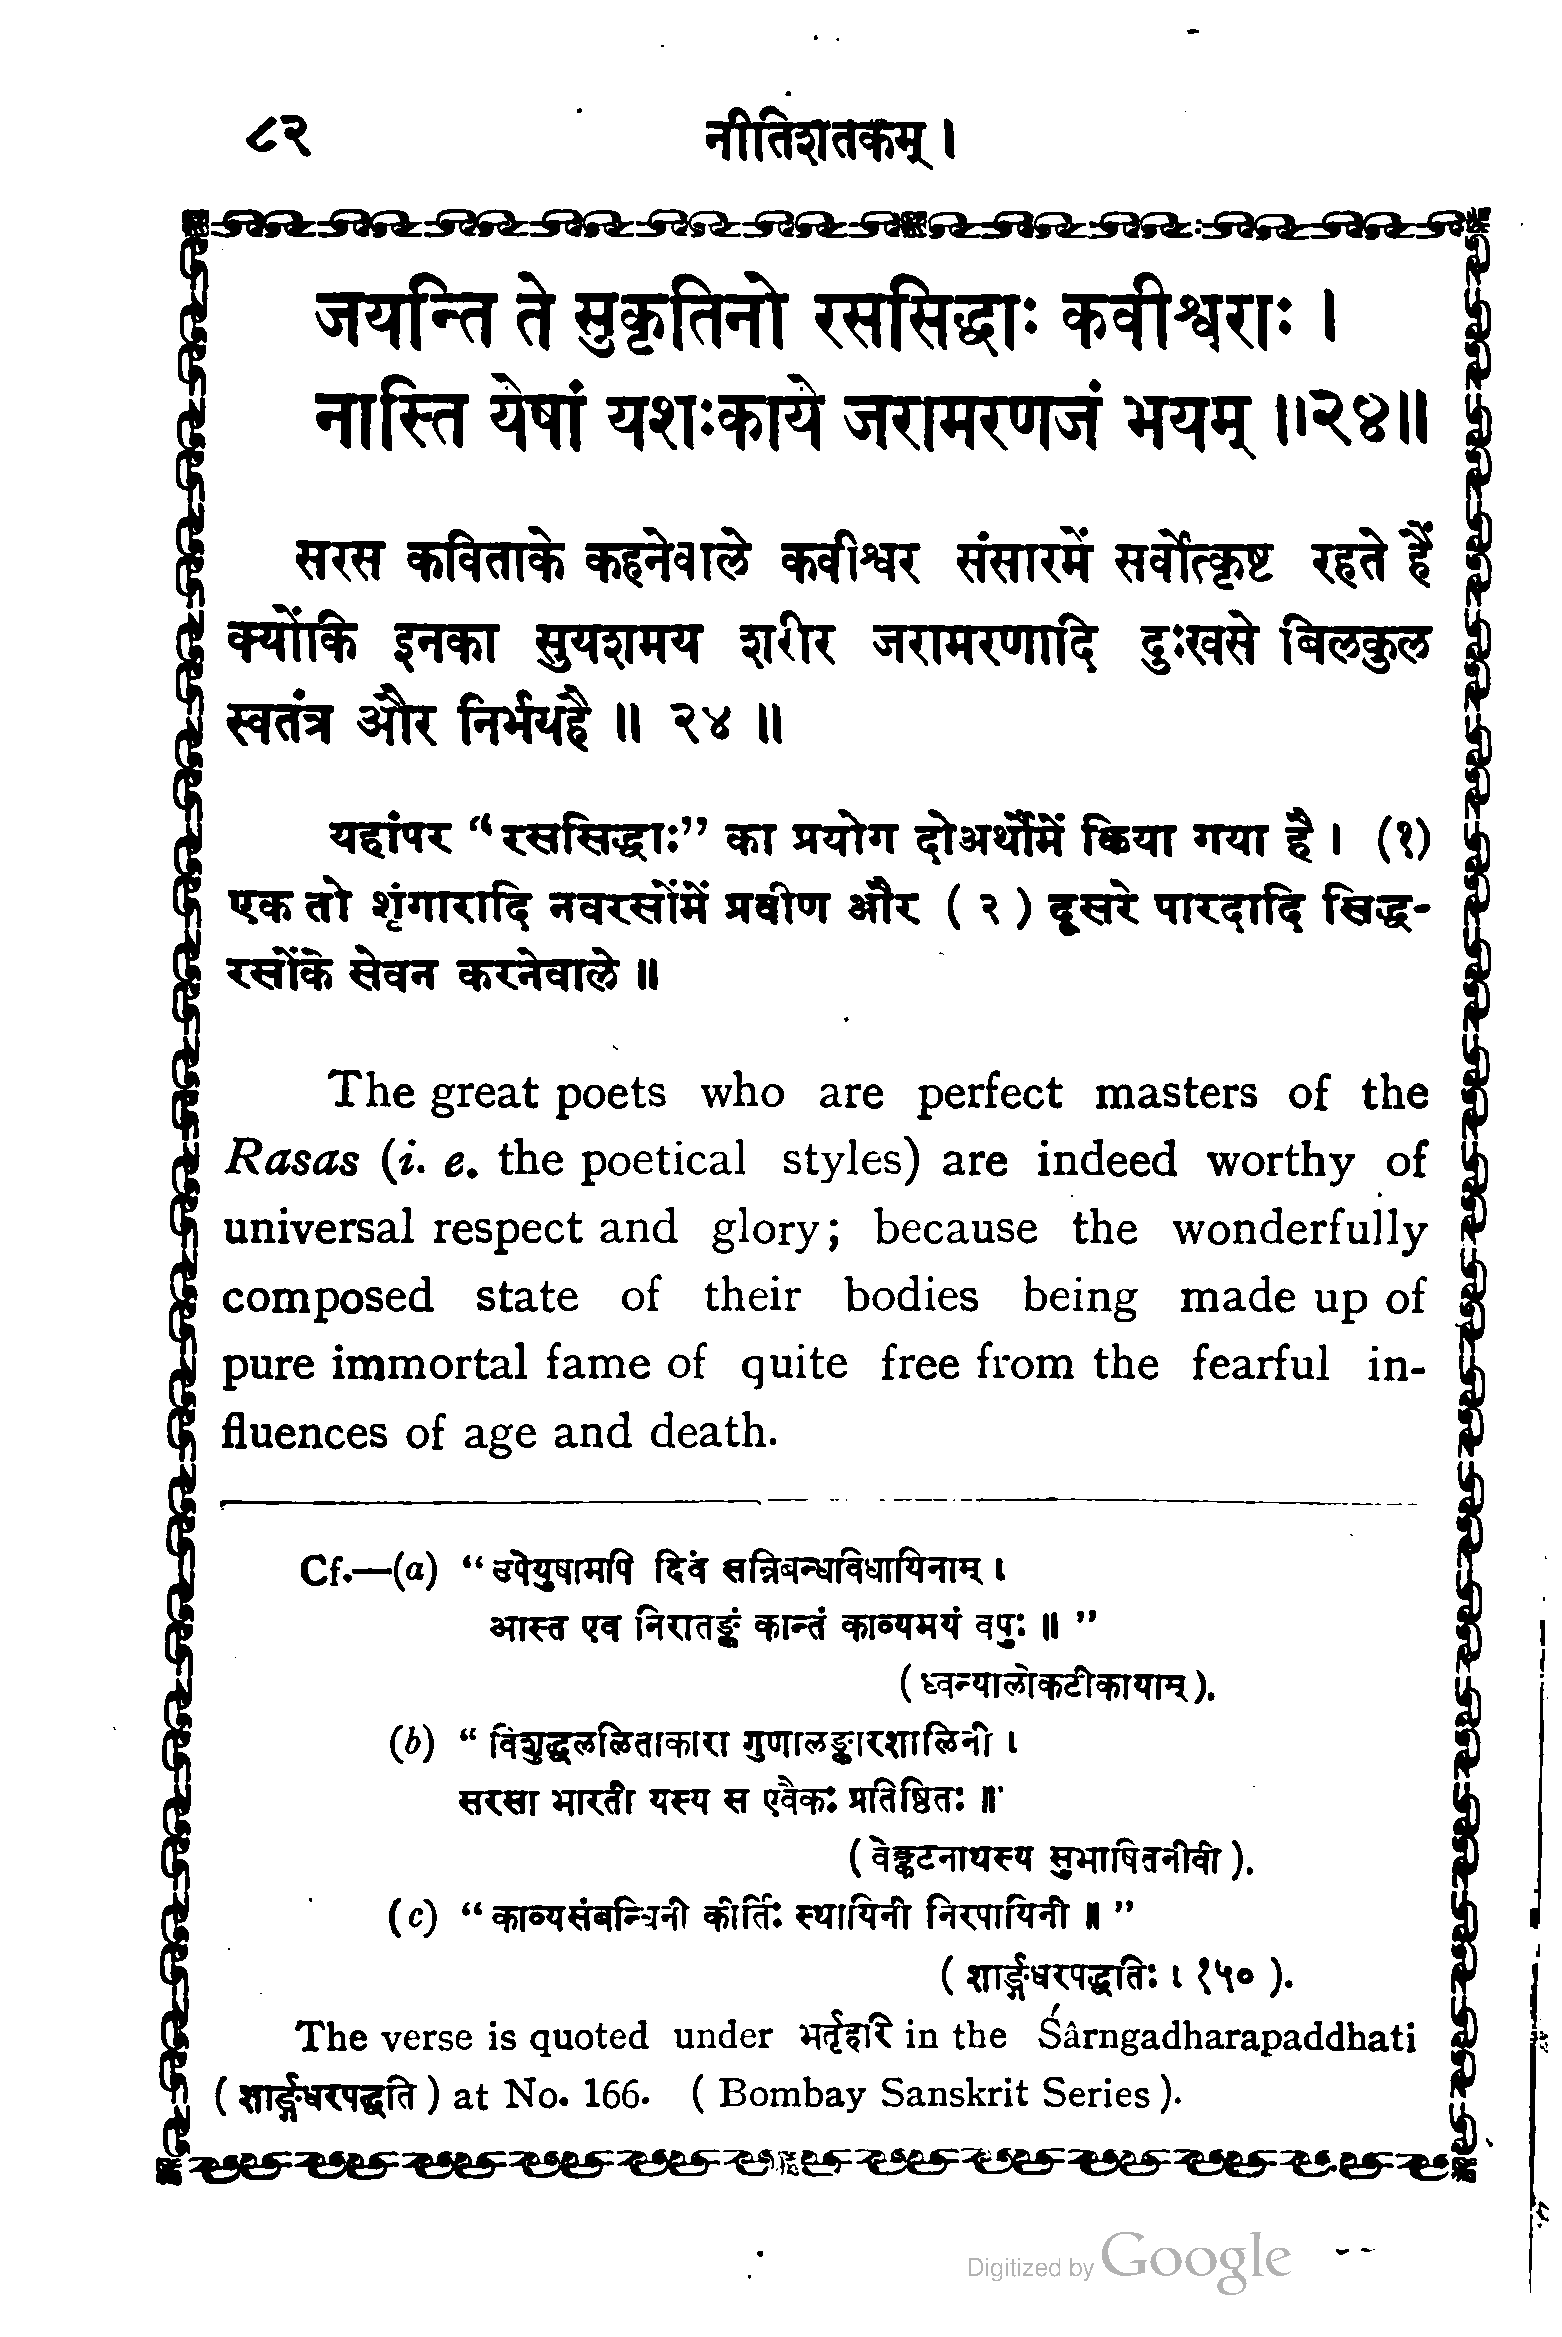 ८२
नीतिशतकम् ।
जयन्ति ते सुकृतिनो रससिद्धाः कवीश्वराः ।
नास्ति येषां यशःकाये जरामरणजं भयम् ॥२४॥
सरस कविताके कहनेवाले कवीश्वर संसारमें सर्वोत्कृष्ट रहते हैं
क्योंकि इनका सुयशमय शरीर जरामरणादि दुःखसे बिलकुल
स्वतंत्र और निर्भयहै ॥ २४ ॥
यहांपर “रससिद्धाः” का प्रयोग दोअर्थोंमें किया गया है । (१)
एक तो शृंगारादि नवरसोंमें प्रवीण और ( २ ) दूसरे पारदादि सिद्ध-
रसोंके सेवन करनेवाले ॥
The great poets who are perfect masters of the
Rasas (i. e. the poetical styles) are indeed worthy of
universal respect and glory; because the wonderfully
composed state of their bodies being made up of
pure immortal fame of quite free from the fearful in-
fluences of age and death.
Cf.—(a) “ उपेयुषामपि दिवं सन्निबन्धविधायिनाम् ।
आस्त एव निरातङ्कं कान्तं काव्यमयं वपुः ॥ ”
( ध्वन्यालोकटीकायाम् ).
(b) “ विशुद्धललिताकारा गुणालङ्कारशालिनी ।
सरसा भारती यस्य स एवैकः प्रतिष्ठितः ॥'
( वेङ्कटनाथस्य सुभाषितनीवी ).
(c) “ काव्यसंबन्धिनी कीर्तिः स्थायिनी निरपायिनी ॥ ”
( शार्ङ्गधरपद्धतिः । १५० ).
The verse is quoted under भर्तृहरि in the Śârngadharapaddhati
( शार्ङ्गधरपद्धति ) at No. 166. ( Bombay Sanskrit Series ).
Digitized by Google